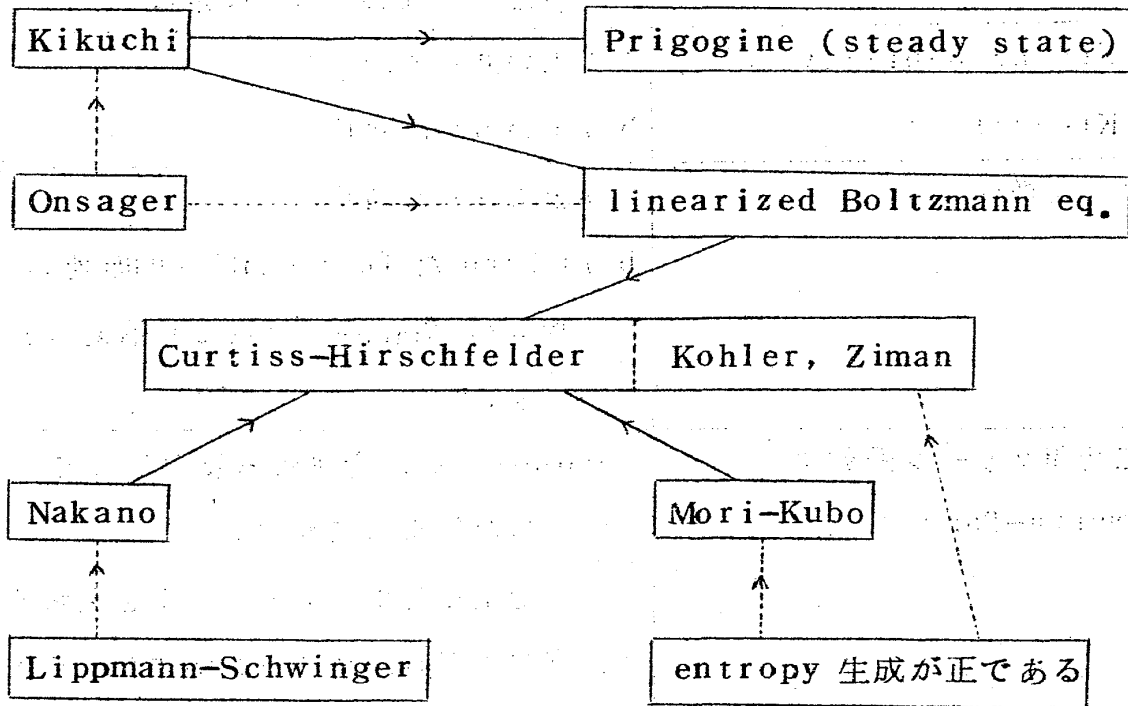 Kikuchi
Prigogine (steady state)
Onsager
linearized Boltzmann eq.
Curtiss-Hirschfelder
Kohler, Ziman
Nakano
Mori-Kubo
Lippmann-Schwinger
entropy 生成が正である